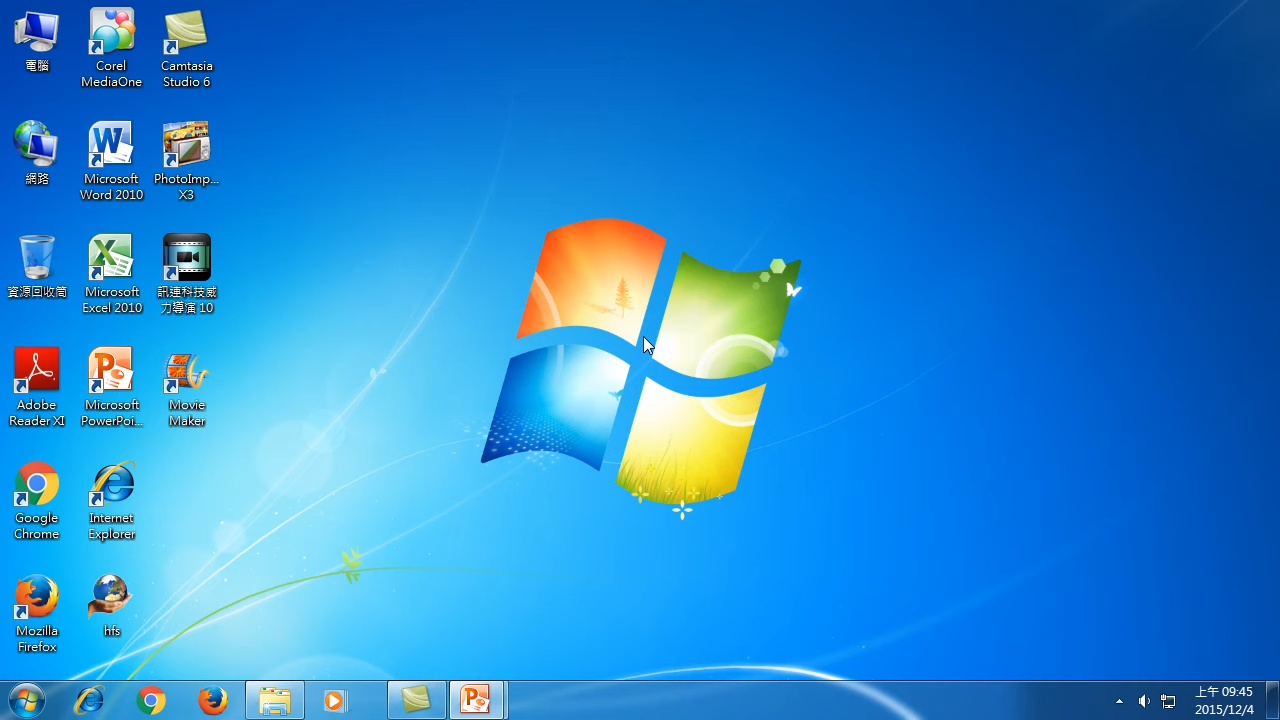 電腦
Corel
MediaOne
Camtasia
Studio 6
網路
Microsoft
Word 2010
PhotoImp...
X3
資源回收筒
Microsoft
Excel 2010
訊連科技威
力導演 10
Adobe
Reader XI
Microsoft
PowerPoi...
Movie
Maker
Google
Chrome
Internet
Explorer
Mozilla
Firefox
hfs
上午 09:45
2015/12/4